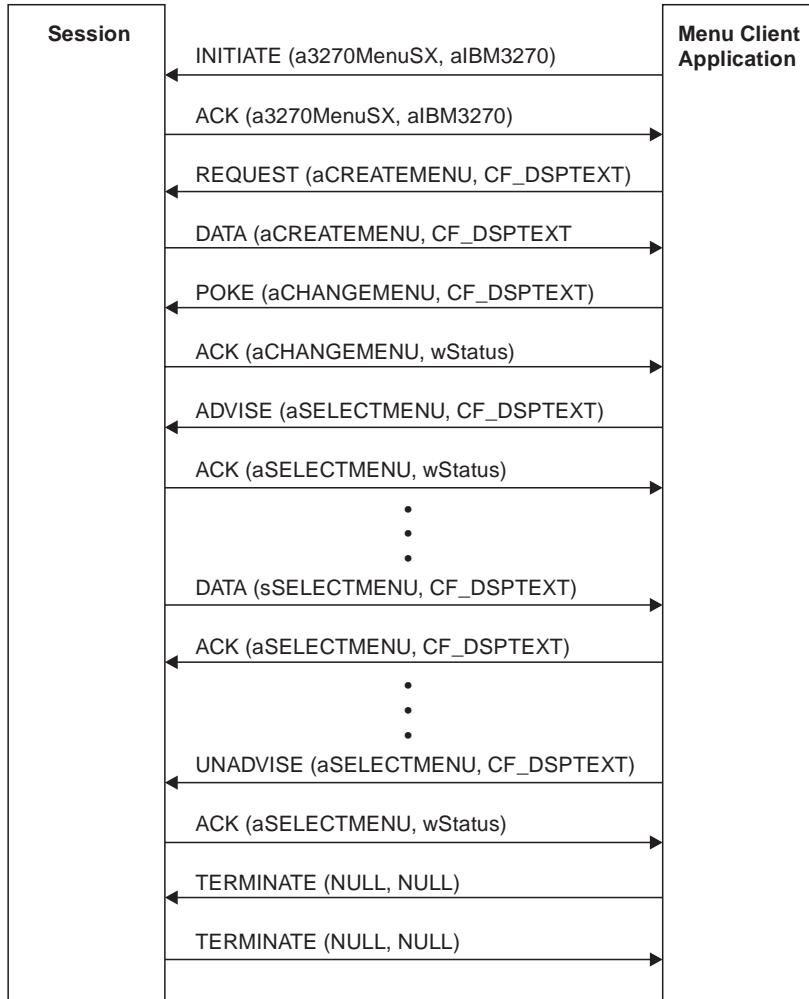 Session
Menu Client
Application
INITIATE (a3270MenuSX, aIBM3270)
ACK (a3270MenuSX, aIBM3270)
REQUEST (aCREATEMENU, CF_DSPTEXT)
DATA (aCREATEMENU, CF_DSPTEXT
POKE (aCHANGEMENU, CF_DSPTEXT)
ACK (aCHANGEMENU, wStatus)
ADVISE (aSELECTMENU, CF_DSPTEXT)
ACK (aSELECTMENU, wStatus)
DATA (sSELECTMENU, CF_DSPTEXT)
ACK (aSELECTMENU, CF_DSPTEXT)
UNADVISE (aSELECTMENU, CF_DSPTEXT)
ACK (aSELECTMENU, wStatus)
TERMINATE (NULL, NULL)
TERMINATE (NULL, NULL)